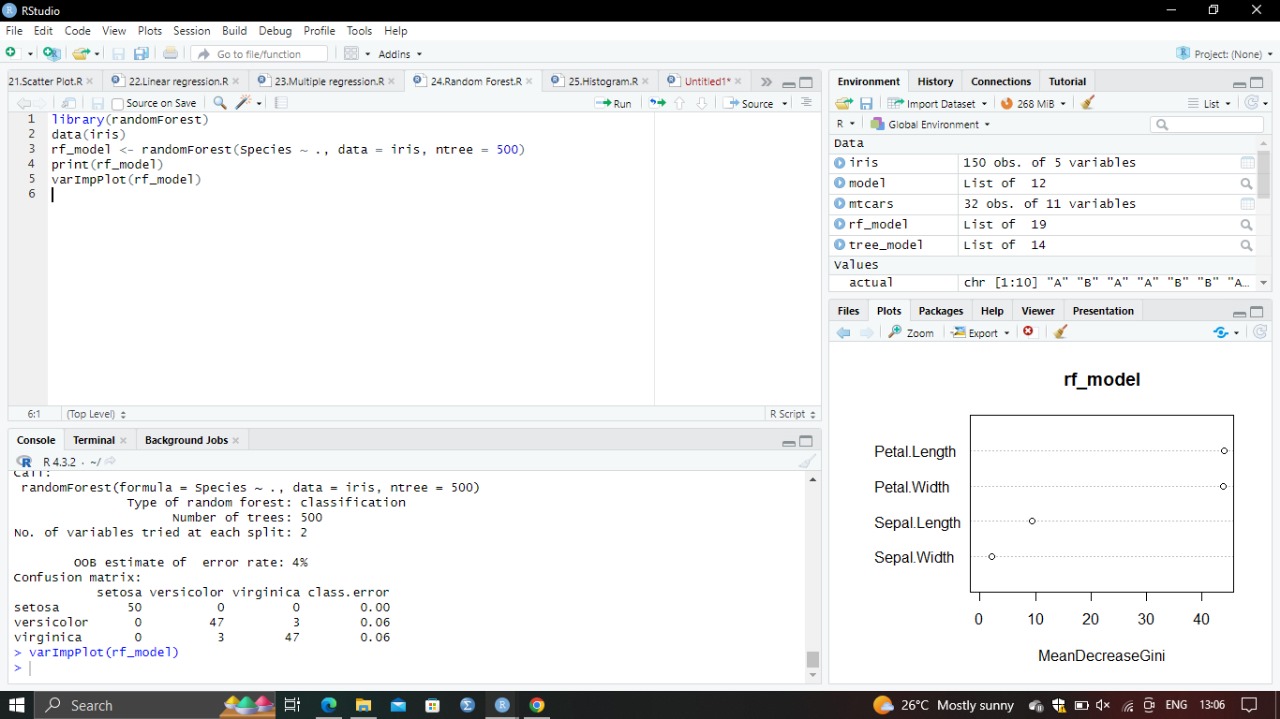 RStudio
File Edit Code View Plots Session Build Debug Profile Tools Help
Go to file/function Addins Project: (None)
21.Scatter Plot.R 22.Linear regression.R 23.Multiple regression.R 24.Random Forest.R 25.Histogram.R Untitled1*
Source on Save Run Source
1 library(randomForest)
2 data(iris)
3 rf_model <- randomForest(Species ~ ., data = iris, ntree = 500)
4 print(rf_model)
5 varImpPlot(rf_model)
6
6:1 (Top Level) R Script
Console Terminal Background Jobs
R 4.3.2 · ~/
Call:
randomForest(formula = Species ~ ., data = iris, ntree = 500)
Type of random forest: classification
Number of trees: 500
No. of variables tried at each split: 2
OOB estimate of error rate: 4%
Confusion matrix:
setosa versicolor virginica class.error
setosa 50 0 0 0.00
versicolor 0 47 3 0.06
virginica 0 3 47 0.06
> varImpPlot(rf_model)
>
Environment History Connections Tutorial
Import Dataset 268 MiB List
R Global Environment
Data
iris 150 obs. of 5 variables
model List of 12
mtcars 32 obs. of 11 variables
rf_model List of 19
tree_model List of 14
Values
actual chr [1:10] "A" "B" "A" "A" "B" "B" "A…
Files Plots Packages Help Viewer Presentation
Zoom Export
rf_model
Petal.Length
Petal.Width
Sepal.Length
Sepal.Width
0 10 20 30 40
MeanDecreaseGini
Search 26°C Mostly sunny ENG 13:06